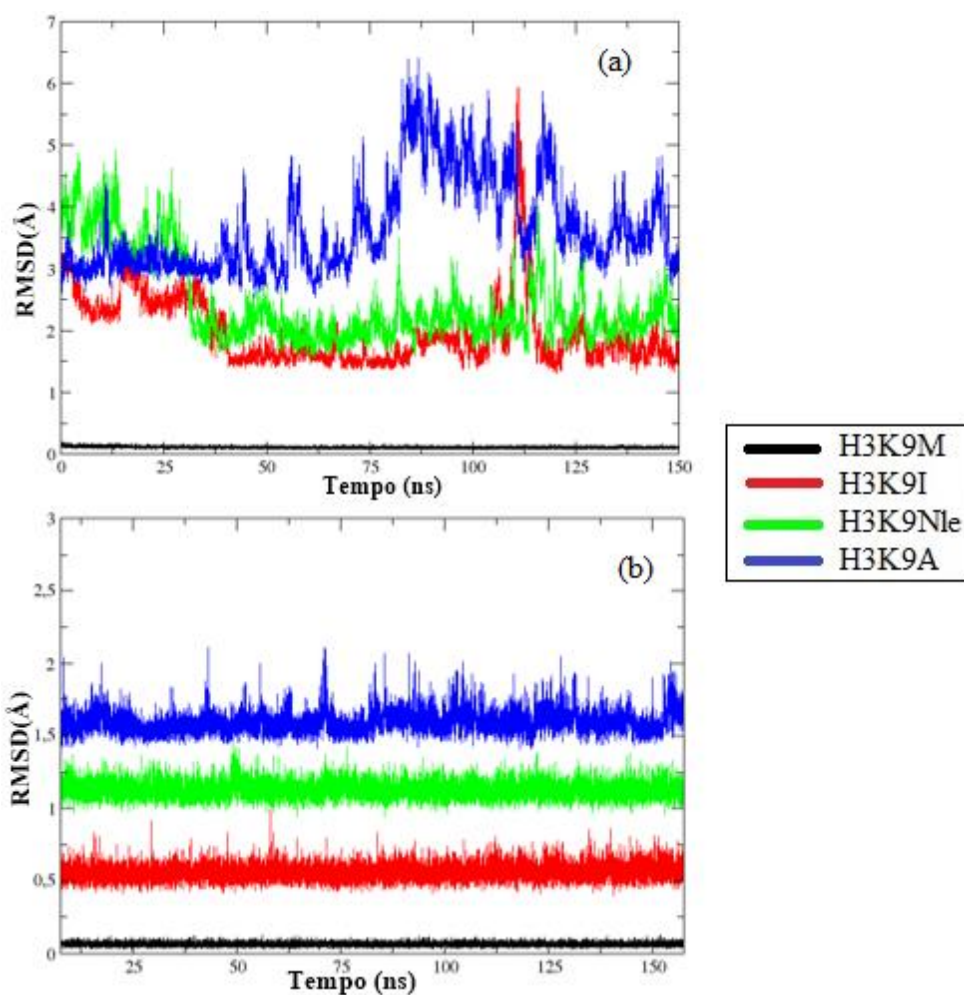 (a)
RMSD(Å)
7
6
5
4
3
2
1
0
0 25 50 75 100 125 150
Tempo (ns)
H3K9M
H3K9I
H3K9Nle
H3K9A
(b)
RMSD(Å)
3
2,5
2
1,5
1
0,5
0
25 50 75 100 125 150
Tempo (ns)